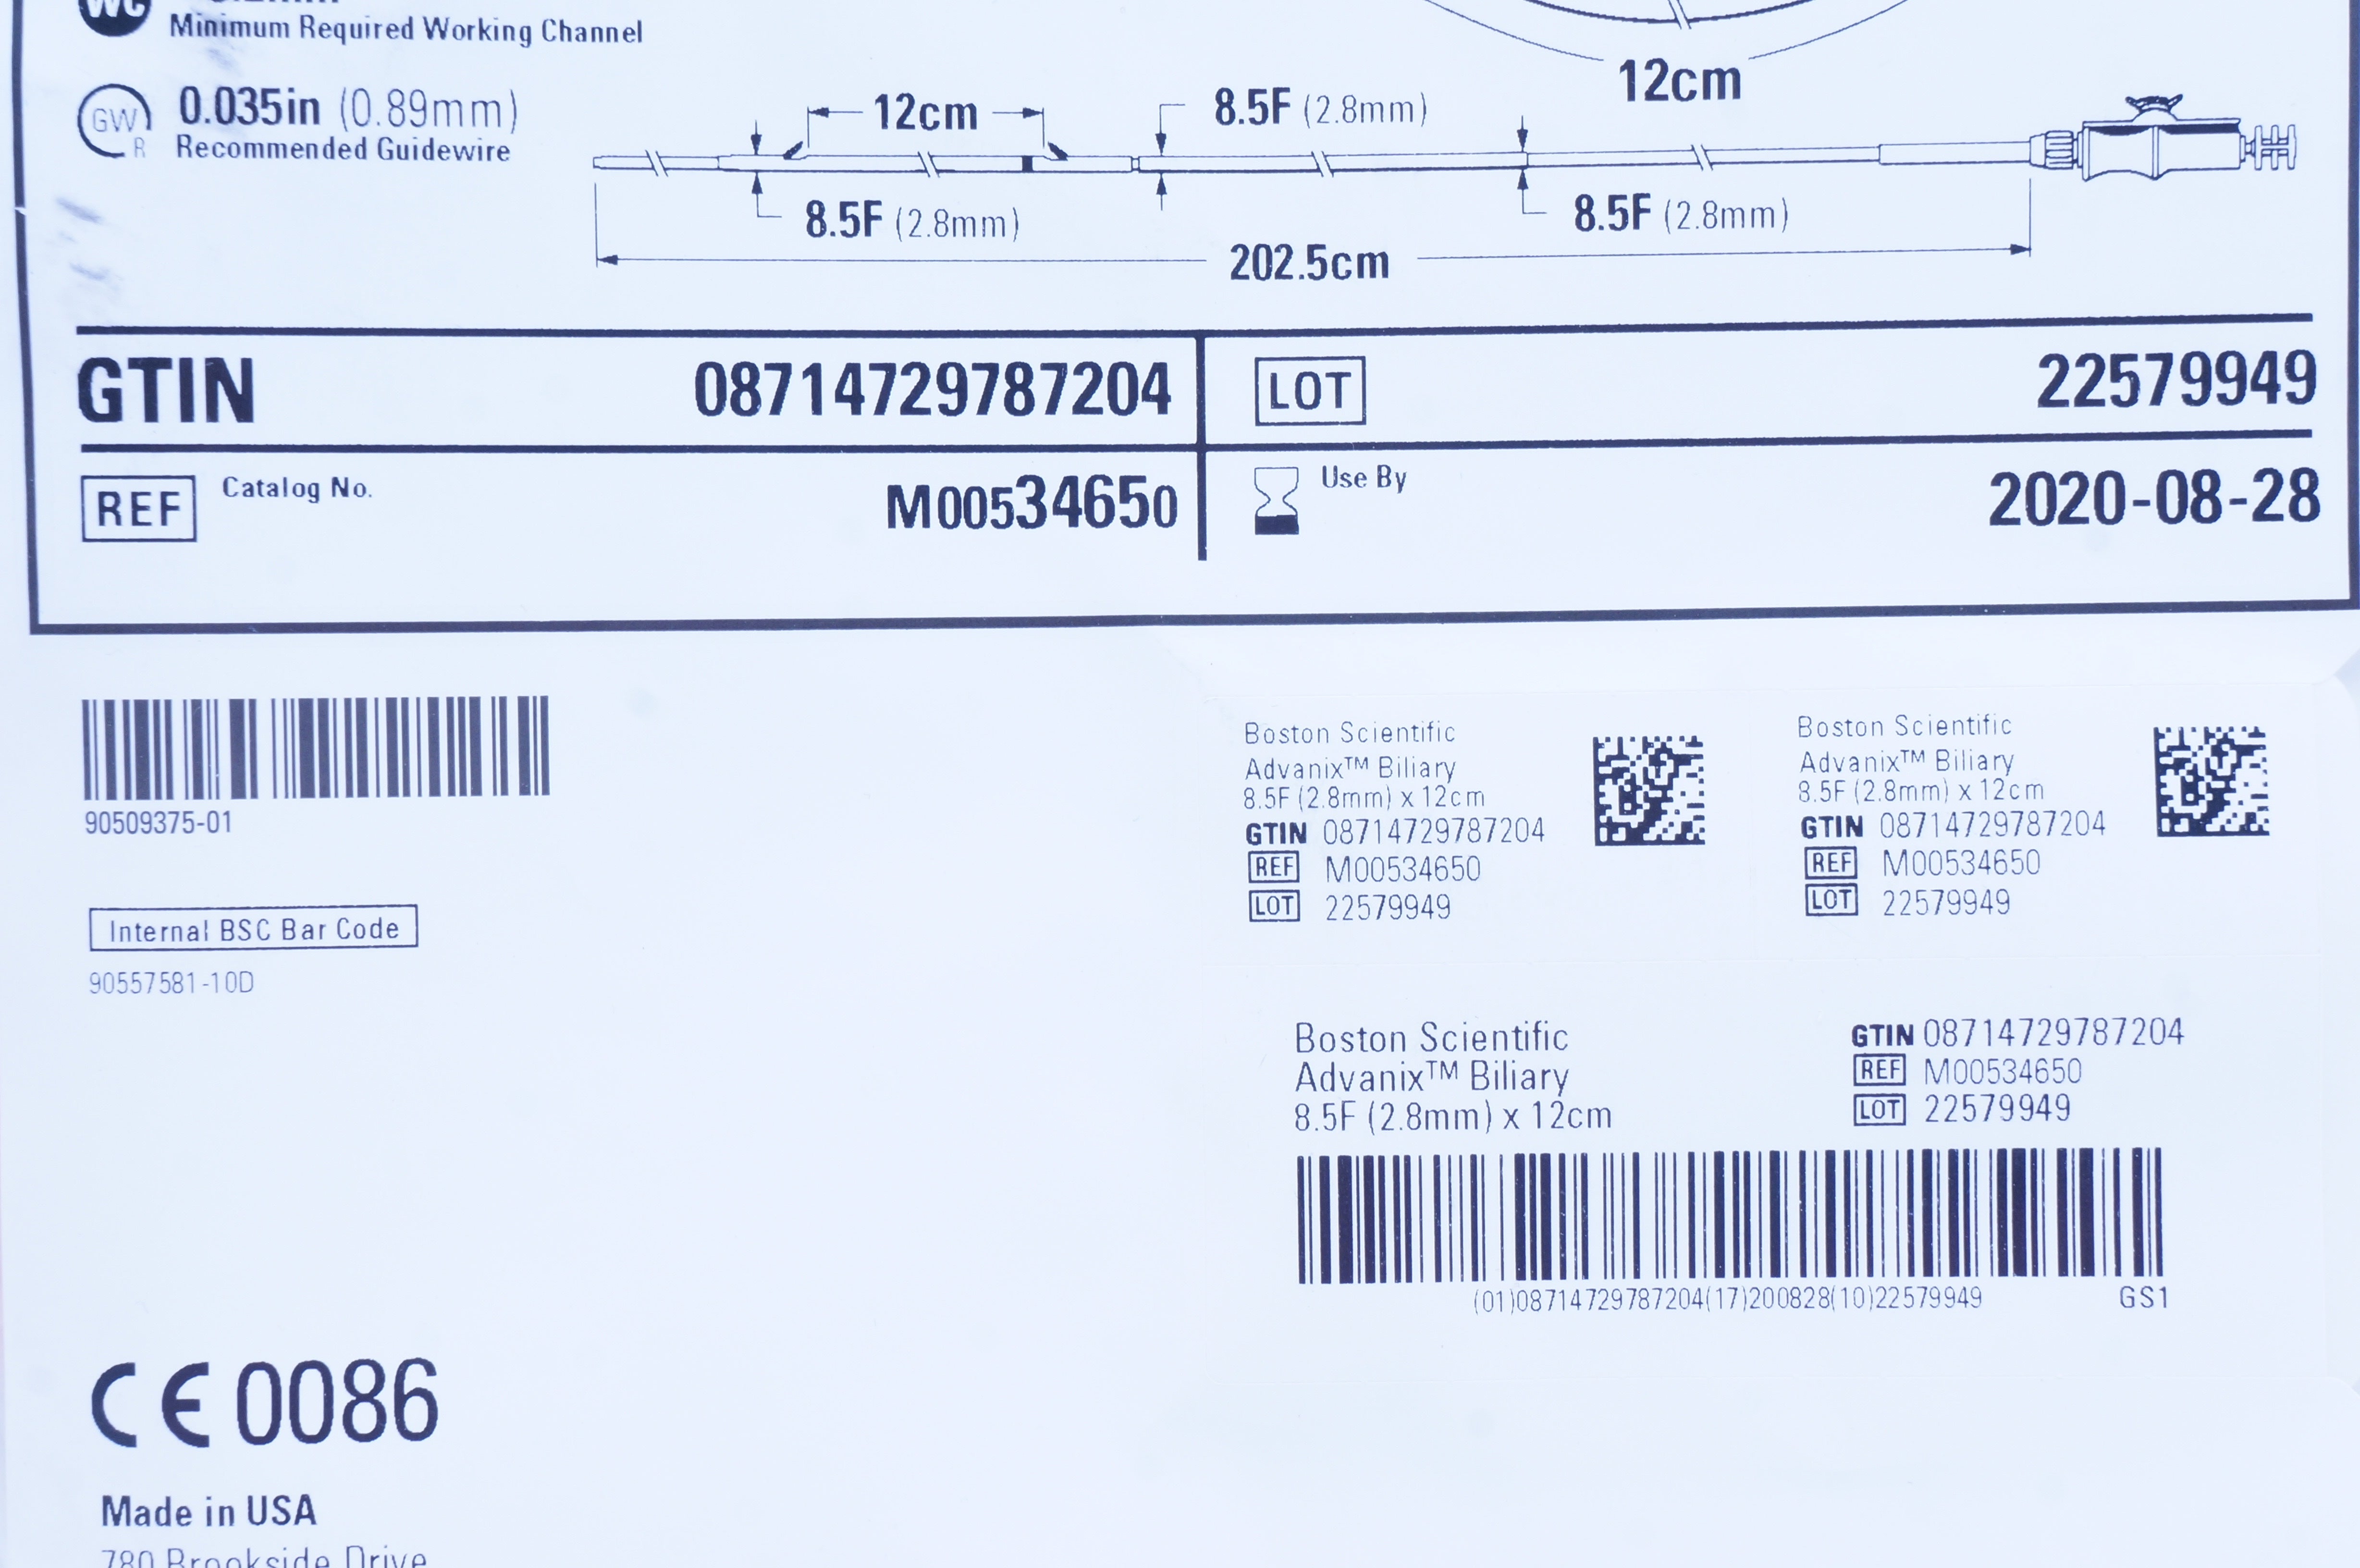 WC
Minimum Required Working Channel
GW R 0.035in (0.89mm)
Recommended Guidewire
12cm
12cm
8.5F (2.8mm)
8.5F (2.8mm)
8.5F (2.8mm)
202.5cm
GTIN 08714729787204
LOT 22579949
REF Catalog No. M00534650
Use By 2020-08-28
90509375-01
Internal BSC Bar Code
90557581-10D
Boston Scientific
Advanix™ Biliary
8.5F (2.8mm) x 12cm
GTIN 08714729787204
REF M00534650
LOT 22579949
Boston Scientific
Advanix™ Biliary
8.5F (2.8mm) x 12cm
GTIN 08714729787204
REF M00534650
LOT 22579949
Boston Scientific
Advanix™ Biliary
8.5F (2.8mm) x 12cm
GTIN 08714729787204
REF M00534650
LOT 22579949
(01)08714729787204(17)200828(10)22579949 GS1
CE 0086
Made in USA
780 Brookside Drive